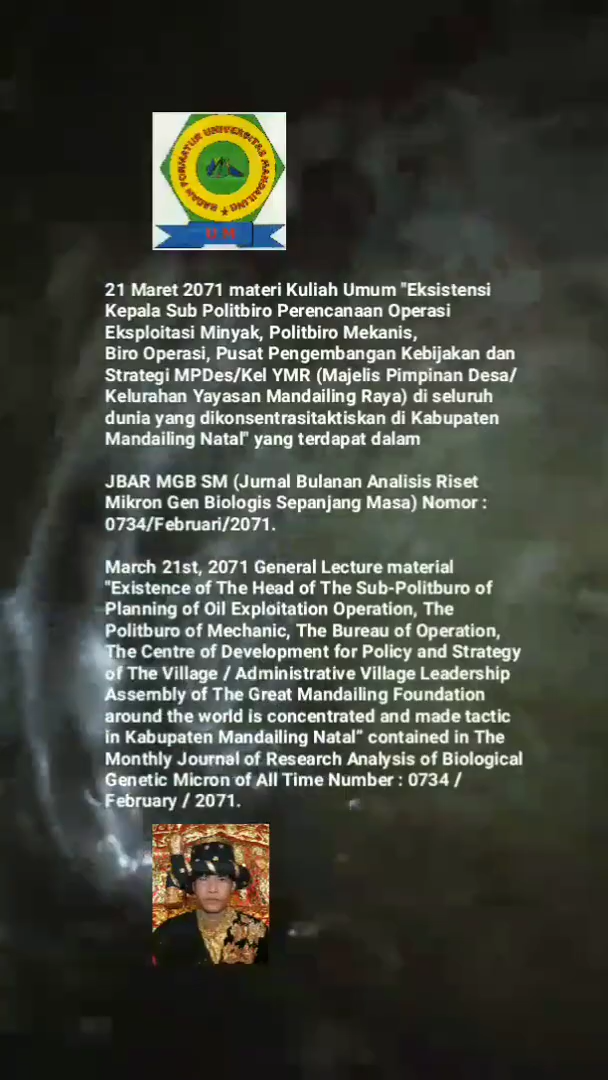 BADAN FORMATUR UNIVERSITAS MANDAILING
U M
21 Maret 2071 materi Kuliah Umum "Eksistensi
Kepala Sub Politbiro Perencanaan Operasi
Eksploitasi Minyak, Politbiro Mekanis,
Biro Operasi, Pusat Pengembangan Kebijakan dan
Strategi MPDes/Kel YMR (Majelis Pimpinan Desa/
Kelurahan Yayasan Mandailing Raya) di seluruh
dunia yang dikonsentrasitaktiskan di Kabupaten
Mandailing Natal" yang terdapat dalam
JBAR MGB SM (Jurnal Bulanan Analisis Riset
Mikron Gen Biologis Sepanjang Masa) Nomor :
0734/Februari/2071.
March 21st, 2071 General Lecture material
"Existence of The Head of The Sub-Politburo of
Planning of Oil Exploitation Operation, The
Politburo of Mechanic, The Bureau of Operation,
The Centre of Development for Policy and Strategy
of The Village / Administrative Village Leadership
Assembly of The Great Mandailing Foundation
around the world is concentrated and made tactic
in Kabupaten Mandailing Natal" contained in The
Monthly Journal of Research Analysis of Biological
Genetic Micron of All Time Number : 0734 /
February / 2071.